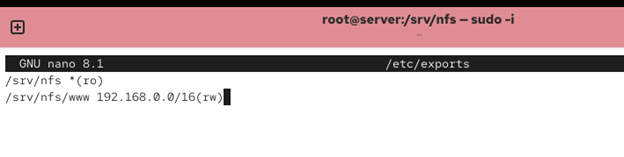 root@server:/srv/nfs — sudo -i
GNU nano 8.1 /etc/exports
/srv/nfs *(ro)
/srv/nfs/www 192.168.0.0/16(rw)